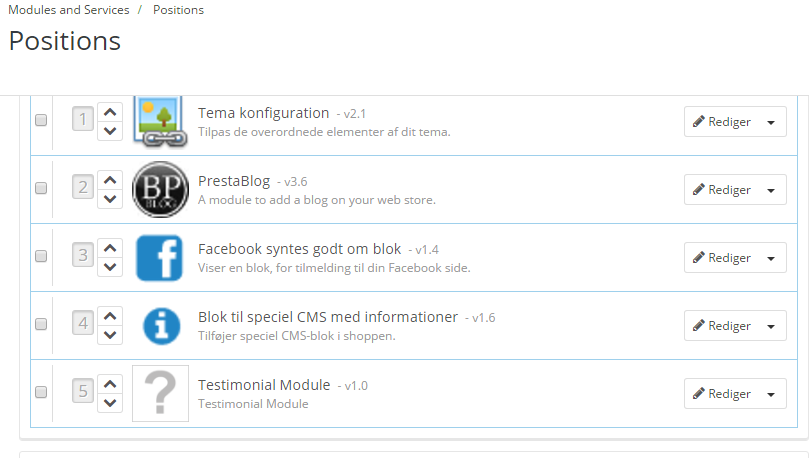 Modules and Services / Positions
Positions
1 Tema konfiguration - v2.1 Rediger
Tilpas de overordnede elementer af dit tema.
2 BP BLOG PrestaBlog - v3.6 Rediger
A module to add a blog on your web store.
3 f Facebook syntes godt om blok - v1.4 Rediger
Viser en blok, for tilmelding til din Facebook side.
4 i Blok til speciel CMS med informationer - v1.6 Rediger
Tilføjer speciel CMS-blok i shoppen.
5 ? Testimonial Module - v1.0 Rediger
Testimonial Module